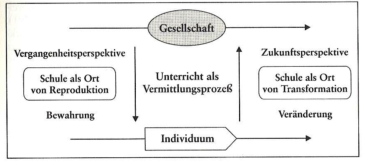 Gesellschaft
Vergangenheitsperspektive
Zukunftsperspektive
Schule als Ort
von Reproduktion
Unterricht als
Vermittlungsprozeß
Schule als Ort
von Transformation
Bewahrung
Veränderung
Individuum